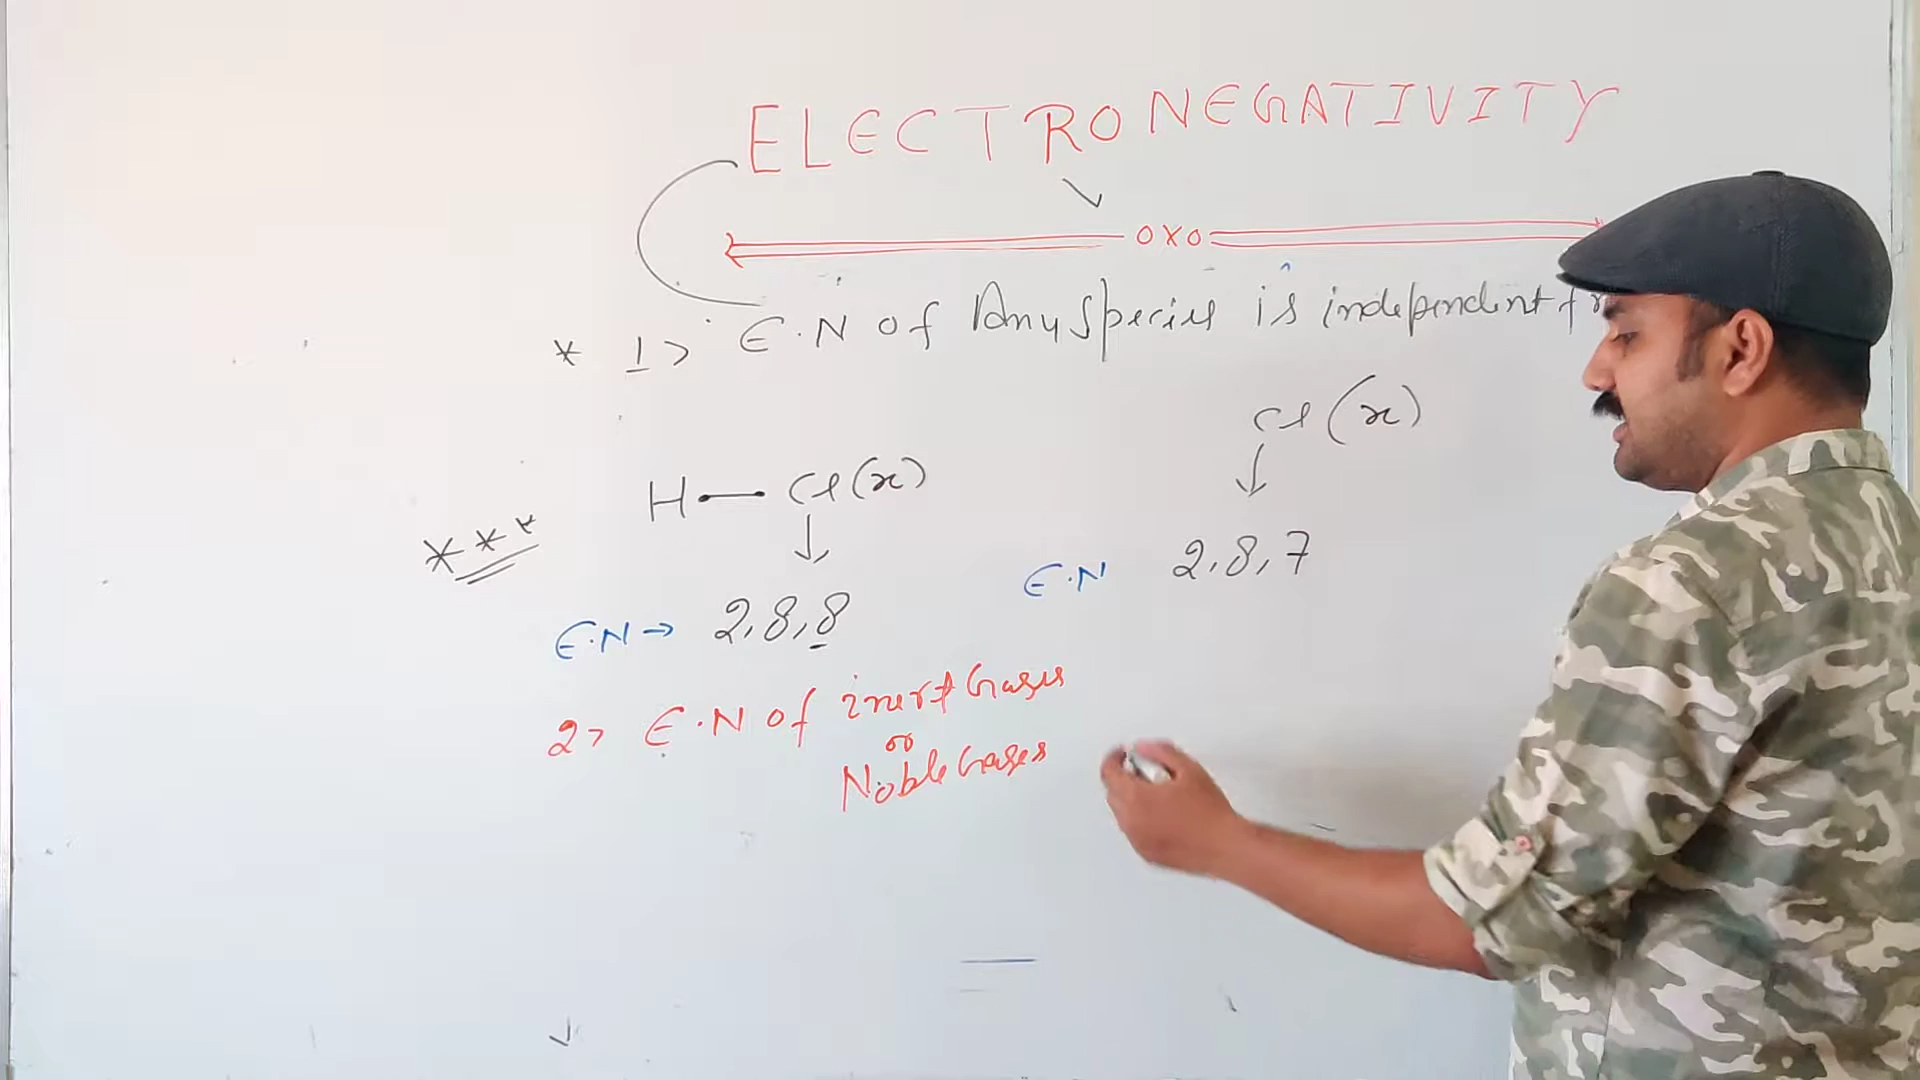 ELECTRONEGATIVITY
OXO
* 1> E.N of Any Species is independent
Cl (x)
H — Cl (x)
***
E.N 2,8,7
E.N → 2,8,8
2> E.N of inert Gases
or
Noble Gases